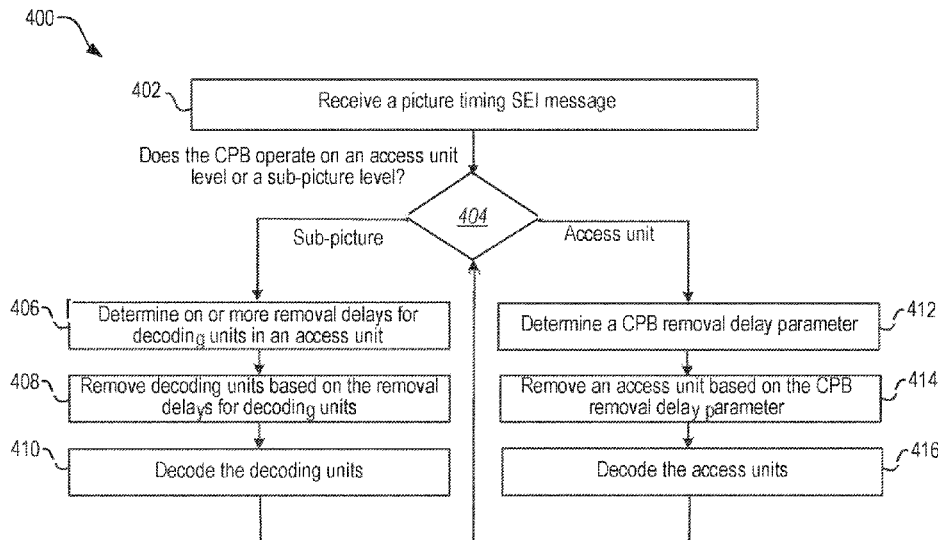 400
402
Receive a picture timing SEI message
Does the CPB operate on an access unit
level or a sub-picture level?
404
Sub-picture
Access unit
406
Determine on or more removal delays for
decoding units in an access unit
Determine a CPB removal delay parameter
412
408
Remove decoding units based on the removal
delays for decoding units
Remove an access unit based on the CPB
removal delay parameter
414
410
Decode the decoding units
Decode the access units
416